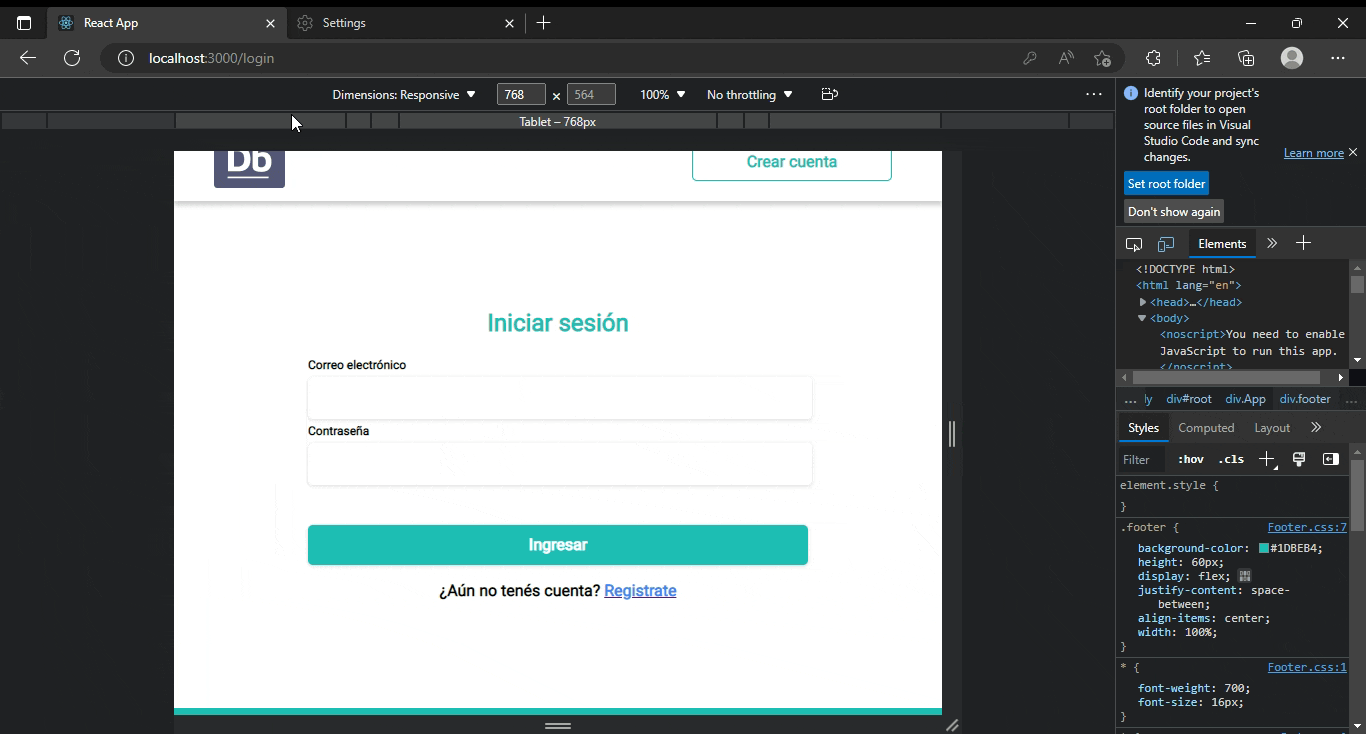 React App
Settings
localhost:3000/login
Dimensions: Responsive
768 x 564
100%
No throttling
Tablet – 768px
Db
Crear cuenta
Iniciar sesión
Correo electrónico
Contraseña
Ingresar
¿Aún no tenés cuenta? Registrate
Identify your project's
root folder to open
source files in Visual
Studio Code and sync
changes.
Learn more
Set root folder
Don't show again
Elements
<!DOCTYPE html>
<html lang="en">
<head>…</head>
<body>
<noscript>You need to enable
JavaScript to run this app.
</noscript>
… ly div#root div.App div.footer …
Styles Computed Layout
Filter :hov .cls
element.style {
}
.footer { Footer.css:7
background-color: #1DBEB4;
height: 60px;
display: flex;
justify-content: space-
between;
align-items: center;
width: 100%;
}
* { Footer.css:1
font-weight: 700;
font-size: 16px;
}